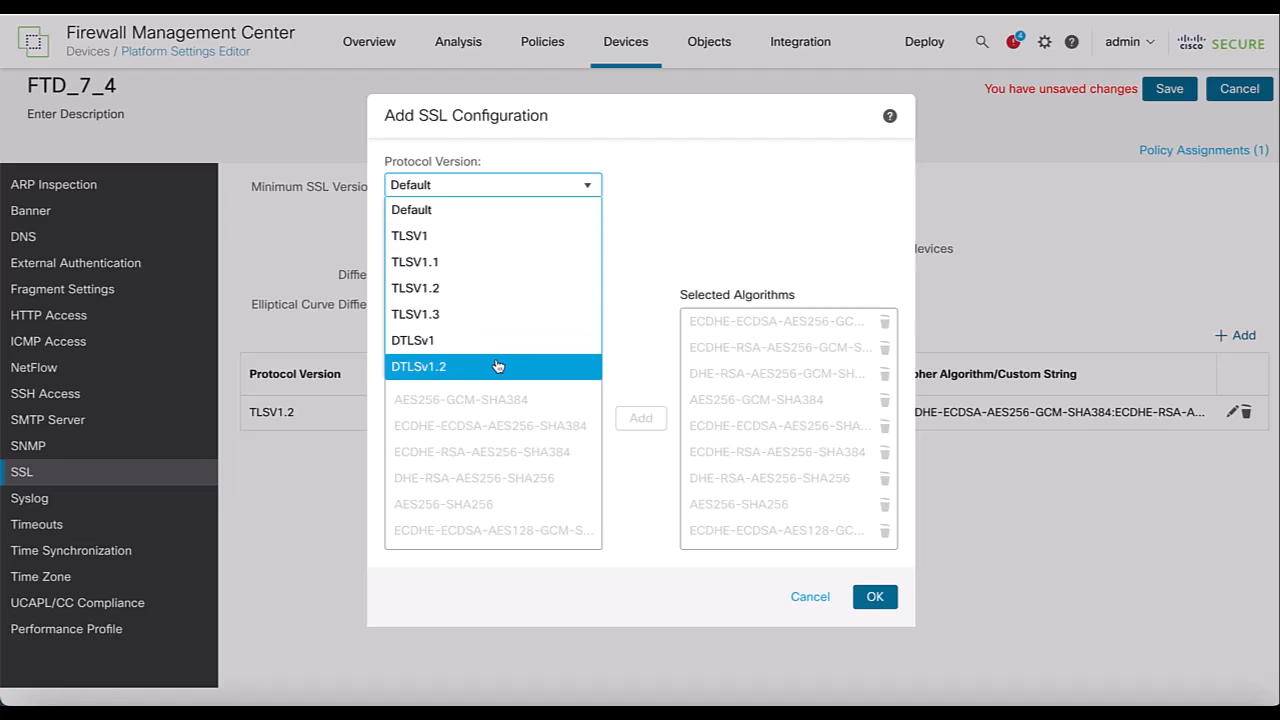 Firewall Management Center
Devices / Platform Settings Editor
Overview
Analysis
Policies
Devices
Objects
Integration
Deploy
4
admin
cisco SECURE
FTD_7_4
Enter Description
You have unsaved changes
Save
Cancel
Policy Assignments (1)
ARP Inspection
Banner
DNS
External Authentication
Fragment Settings
HTTP Access
ICMP Access
NetFlow
SSH Access
SMTP Server
SNMP
SSL
Syslog
Timeouts
Time Synchronization
Time Zone
UCAPL/CC Compliance
Performance Profile
Minimum SSL Versio
Diffie
Elliptical Curve Diffe
evices
Add
Protocol Version
pher Algorithm/Custom String
TLSV1.2
DHE-ECDSA-AES256-GCM-SHA384:ECDHE-RSA-A...
Add SSL Configuration
Protocol Version:
Default
Default
TLSV1
TLSV1.1
TLSV1.2
TLSV1.3
DTLSv1
DTLSv1.2
AES256-GCM-SHA384
ECDHE-ECDSA-AES256-SHA384
ECDHE-RSA-AES256-SHA384
DHE-RSA-AES256-SHA256
AES256-SHA256
ECDHE-ECDSA-AES128-GCM-S...
Add
Selected Algorithms
ECDHE-ECDSA-AES256-GC...
ECDHE-RSA-AES256-GCM-S...
DHE-RSA-AES256-GCM-SH...
AES256-GCM-SHA384
ECDHE-ECDSA-AES256-SHA...
ECDHE-RSA-AES256-SHA384
DHE-RSA-AES256-SHA256
AES256-SHA256
ECDHE-ECDSA-AES128-GC...
Cancel
OK